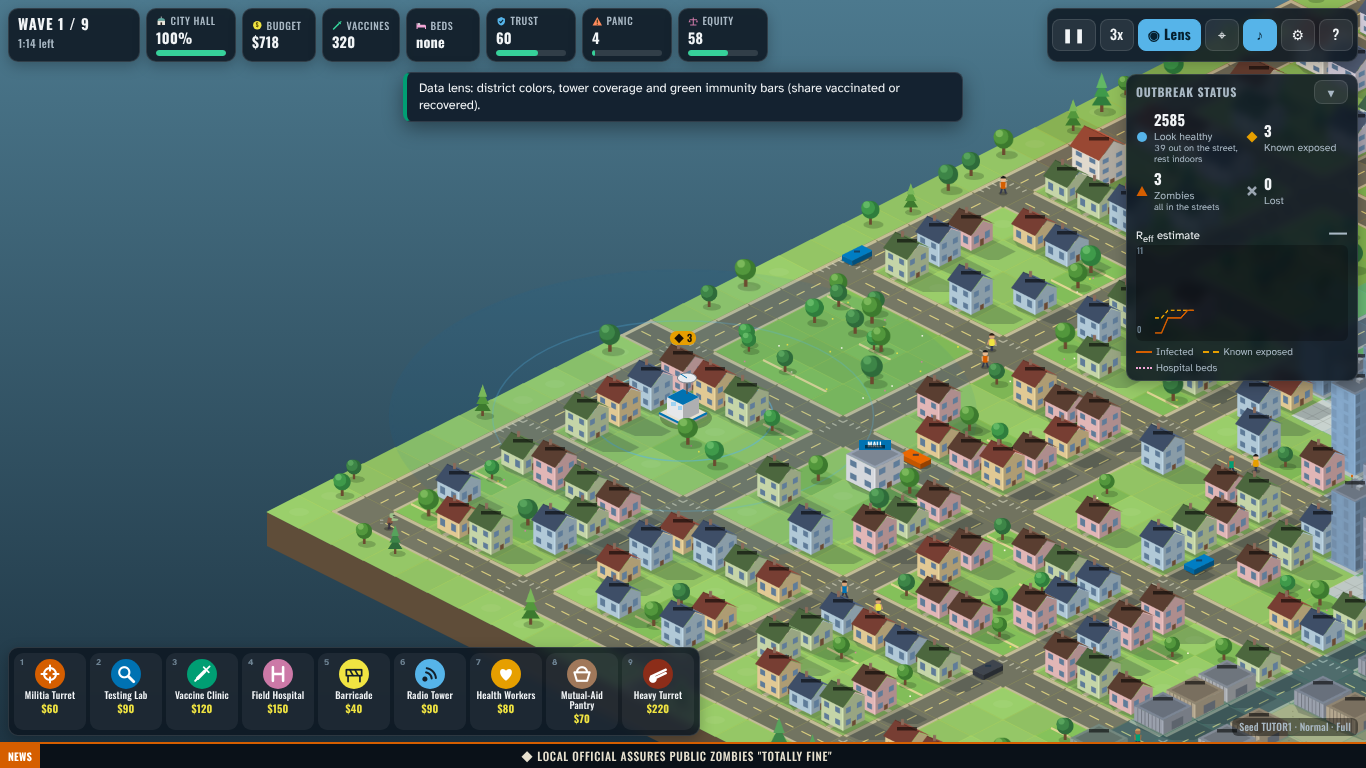 WAVE 1 / 9
1:14 left
CITY HALL
100%
BUDGET
$718
VACCINES
320
BEDS
none
TRUST
60
PANIC
4
EQUITY
58
3x
Lens
?
Data lens: district colors, tower coverage and green immunity bars (share vaccinated or
recovered).
OUTBREAK STATUS
2585
Look healthy
39 out on the street,
rest indoors
3
Known exposed
3
Zombies
all in the streets
0
Lost
Reff estimate
11
0
Infected
Known exposed
Hospital beds
3
MALL
1
Militia Turret
$60
2
Testing Lab
$90
3
Vaccine Clinic
$120
4
H
Field Hospital
$150
5
Barricade
$40
6
Radio Tower
$90
7
Health Workers
$80
8
Mutual-Aid
Pantry
$70
9
Heavy Turret
$220
Seed TUTOR1 · Normal · Full
NEWS
◆ LOCAL OFFICIAL ASSURES PUBLIC ZOMBIES "TOTALLY FINE"